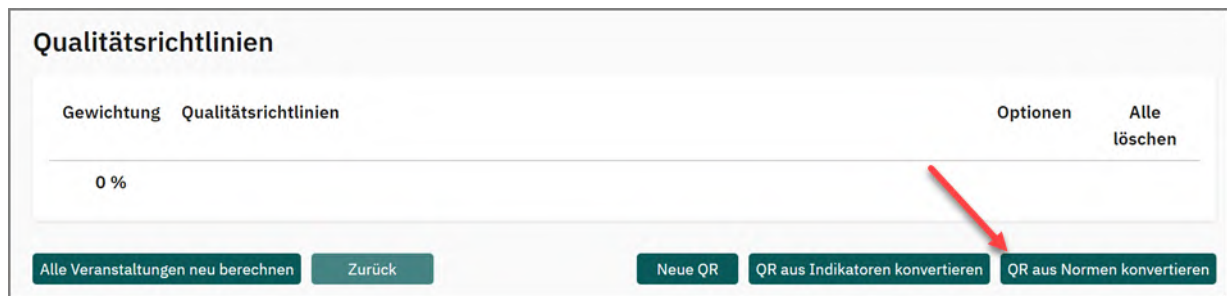 Qualitätsrichtlinien
Gewichtung Qualitätsrichtlinien Optionen Alle
löschen
0 %
Alle Veranstaltungen neu berechnen Zurück Neue QR QR aus Indikatoren konvertieren QR aus Normen konvertieren